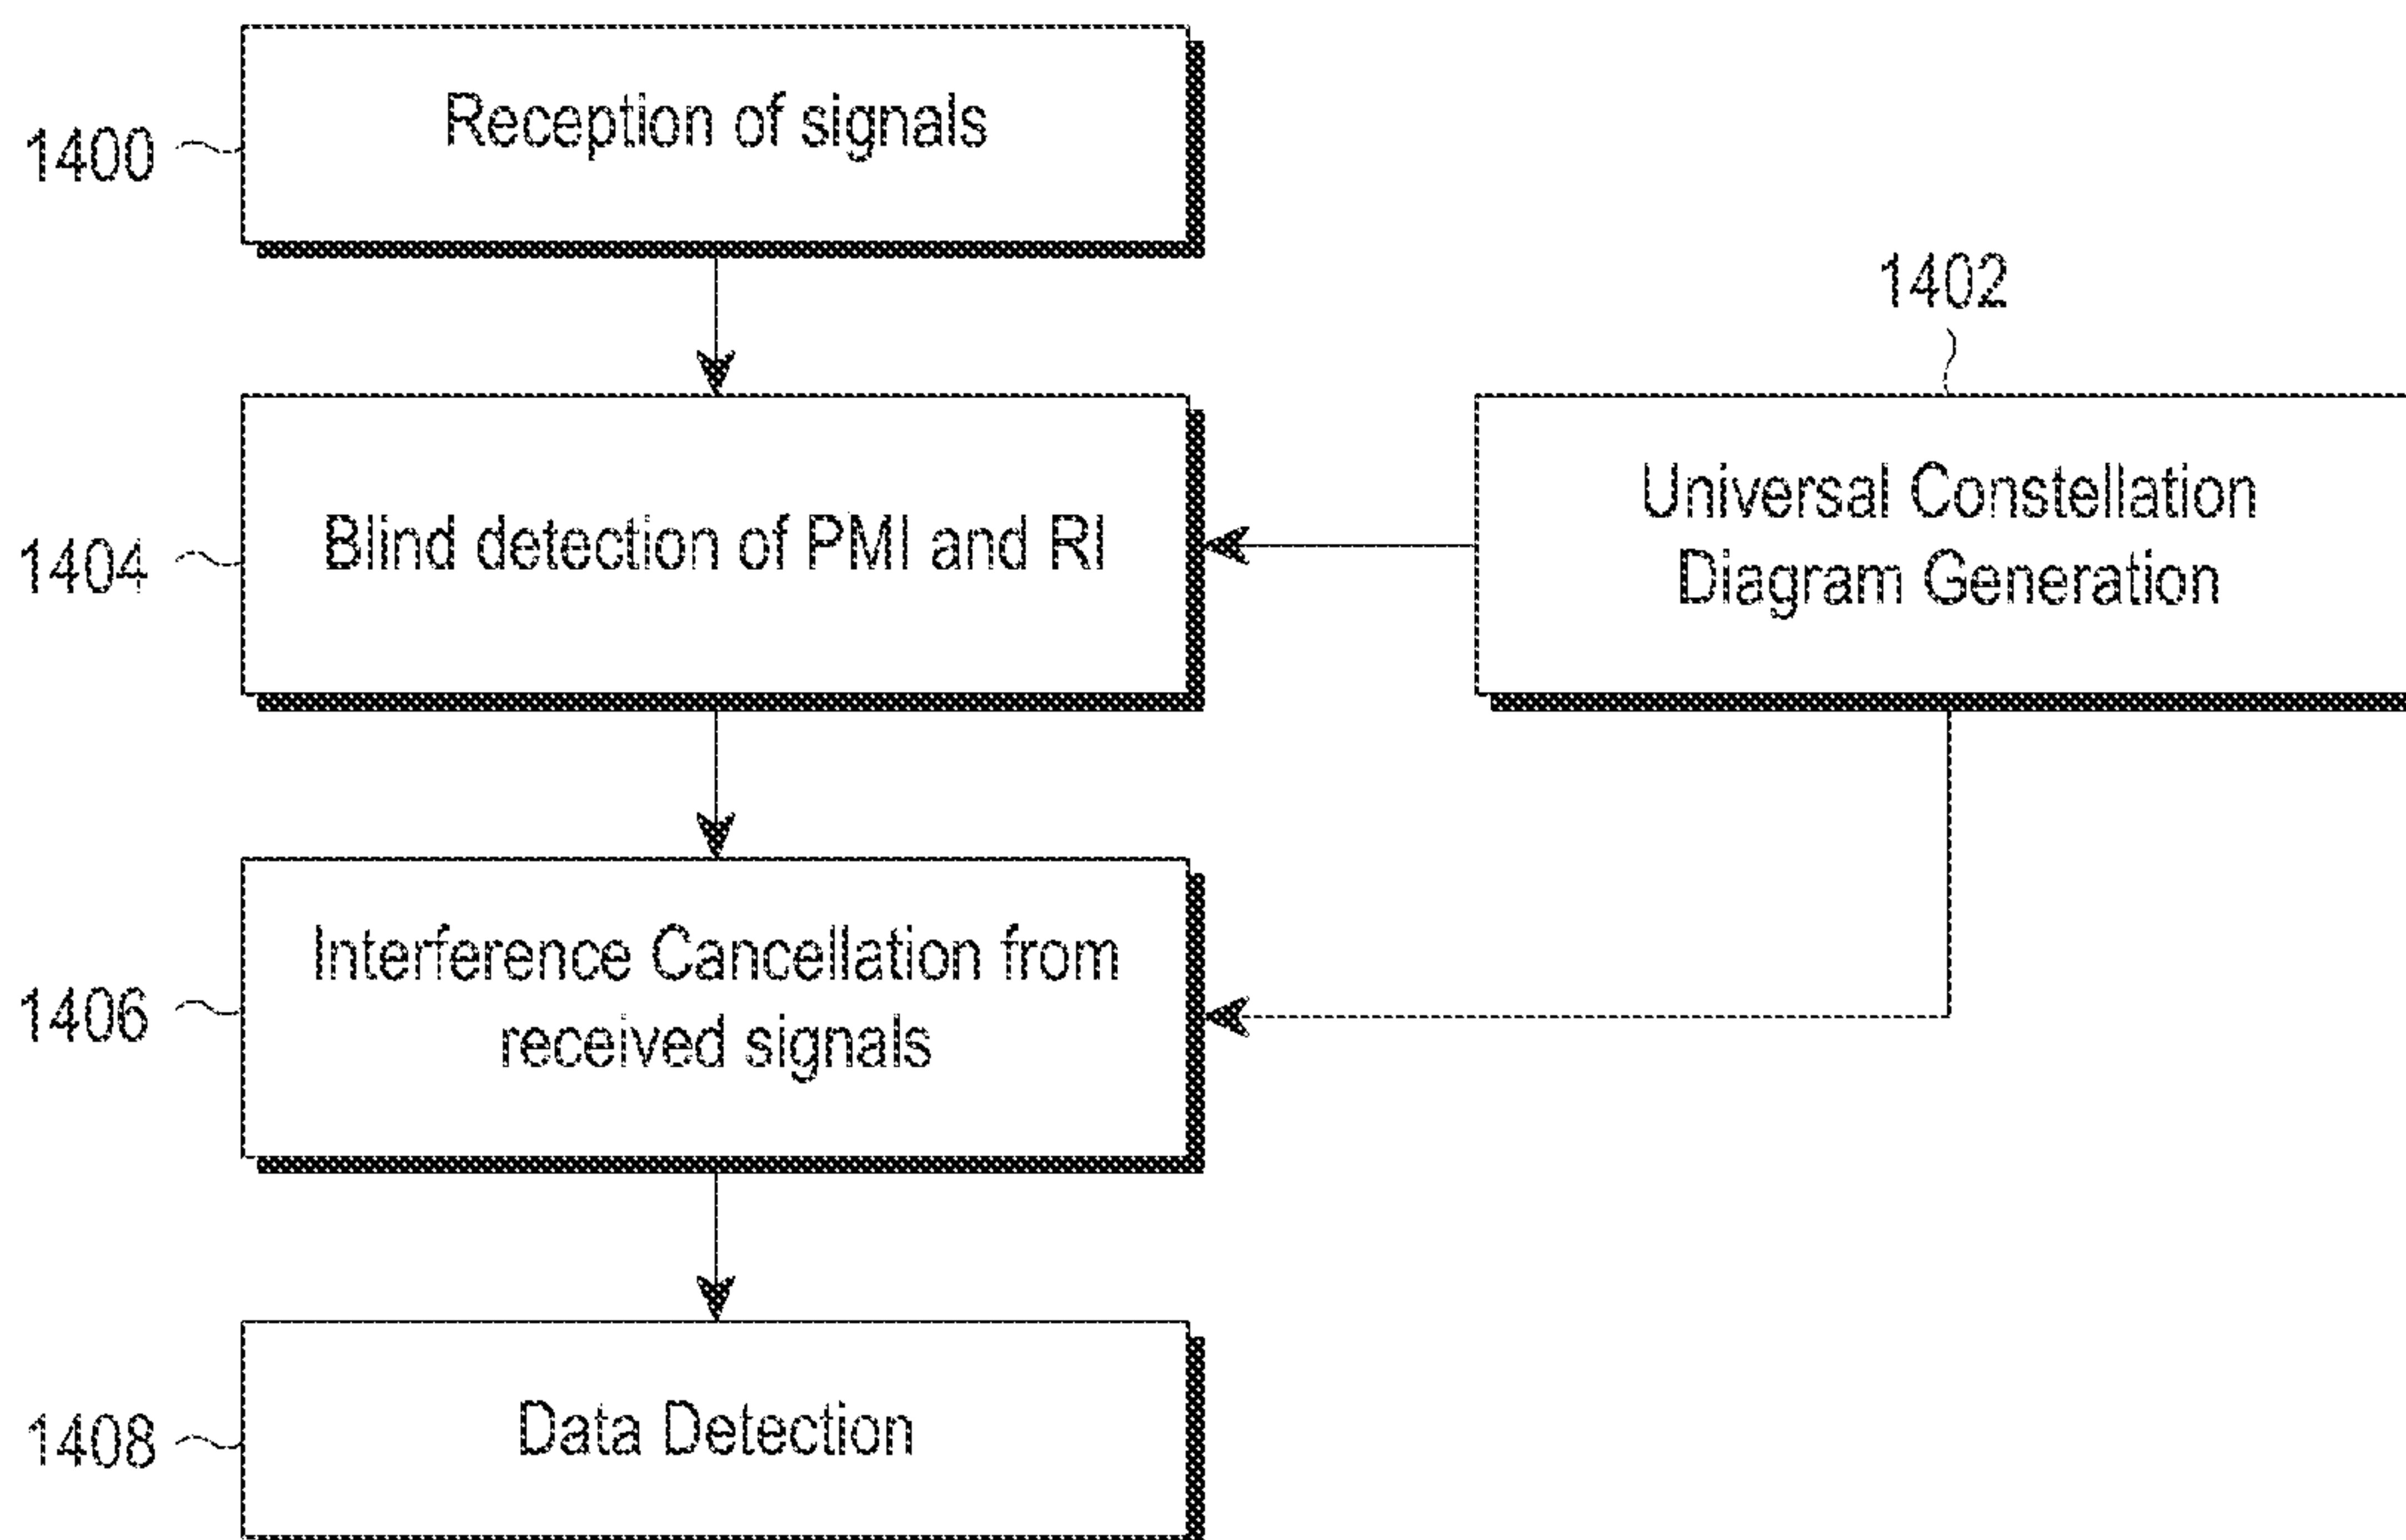 1400
Reception of signals
1402
1404
Blind detection of PMI and RI
Universal Constellation
Diagram Generation
1406
Interference Cancellation from
received signals
1408
Data Detection